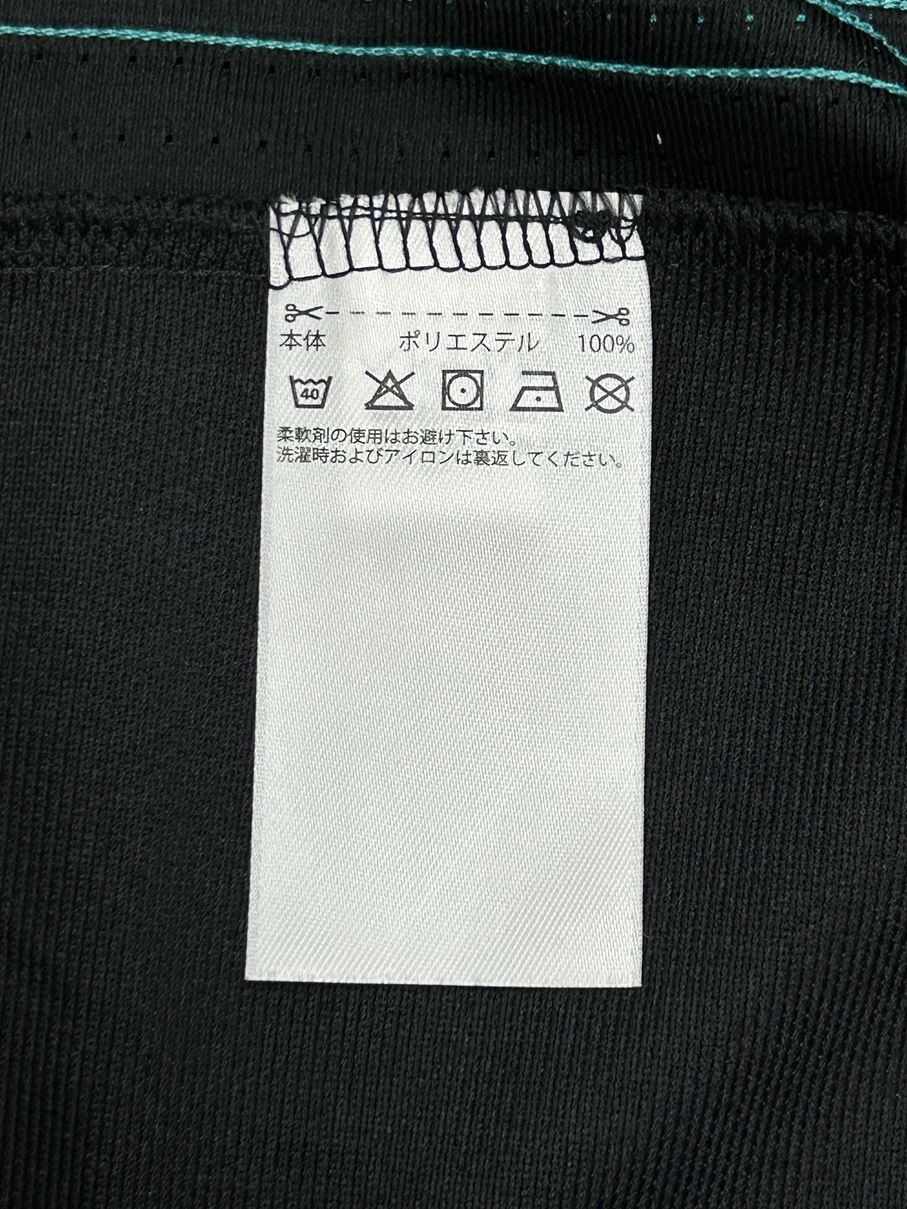 本体 ポリエステル 100%
40
柔軟剤の使用はお避け下さい。
洗濯時およびアイロンは裏返してください。